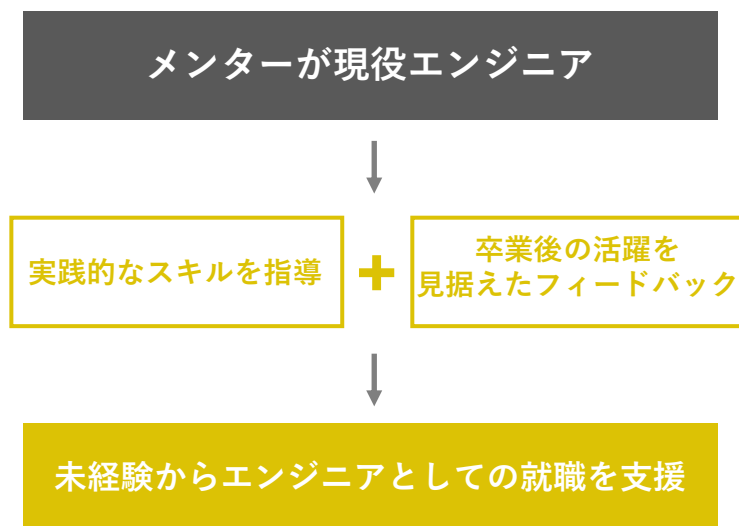 メンターが現役エンジニア
実践的なスキルを指導
+
卒業後の活躍を
見据えたフィードバック
未経験からエンジニアとしての就職を支援